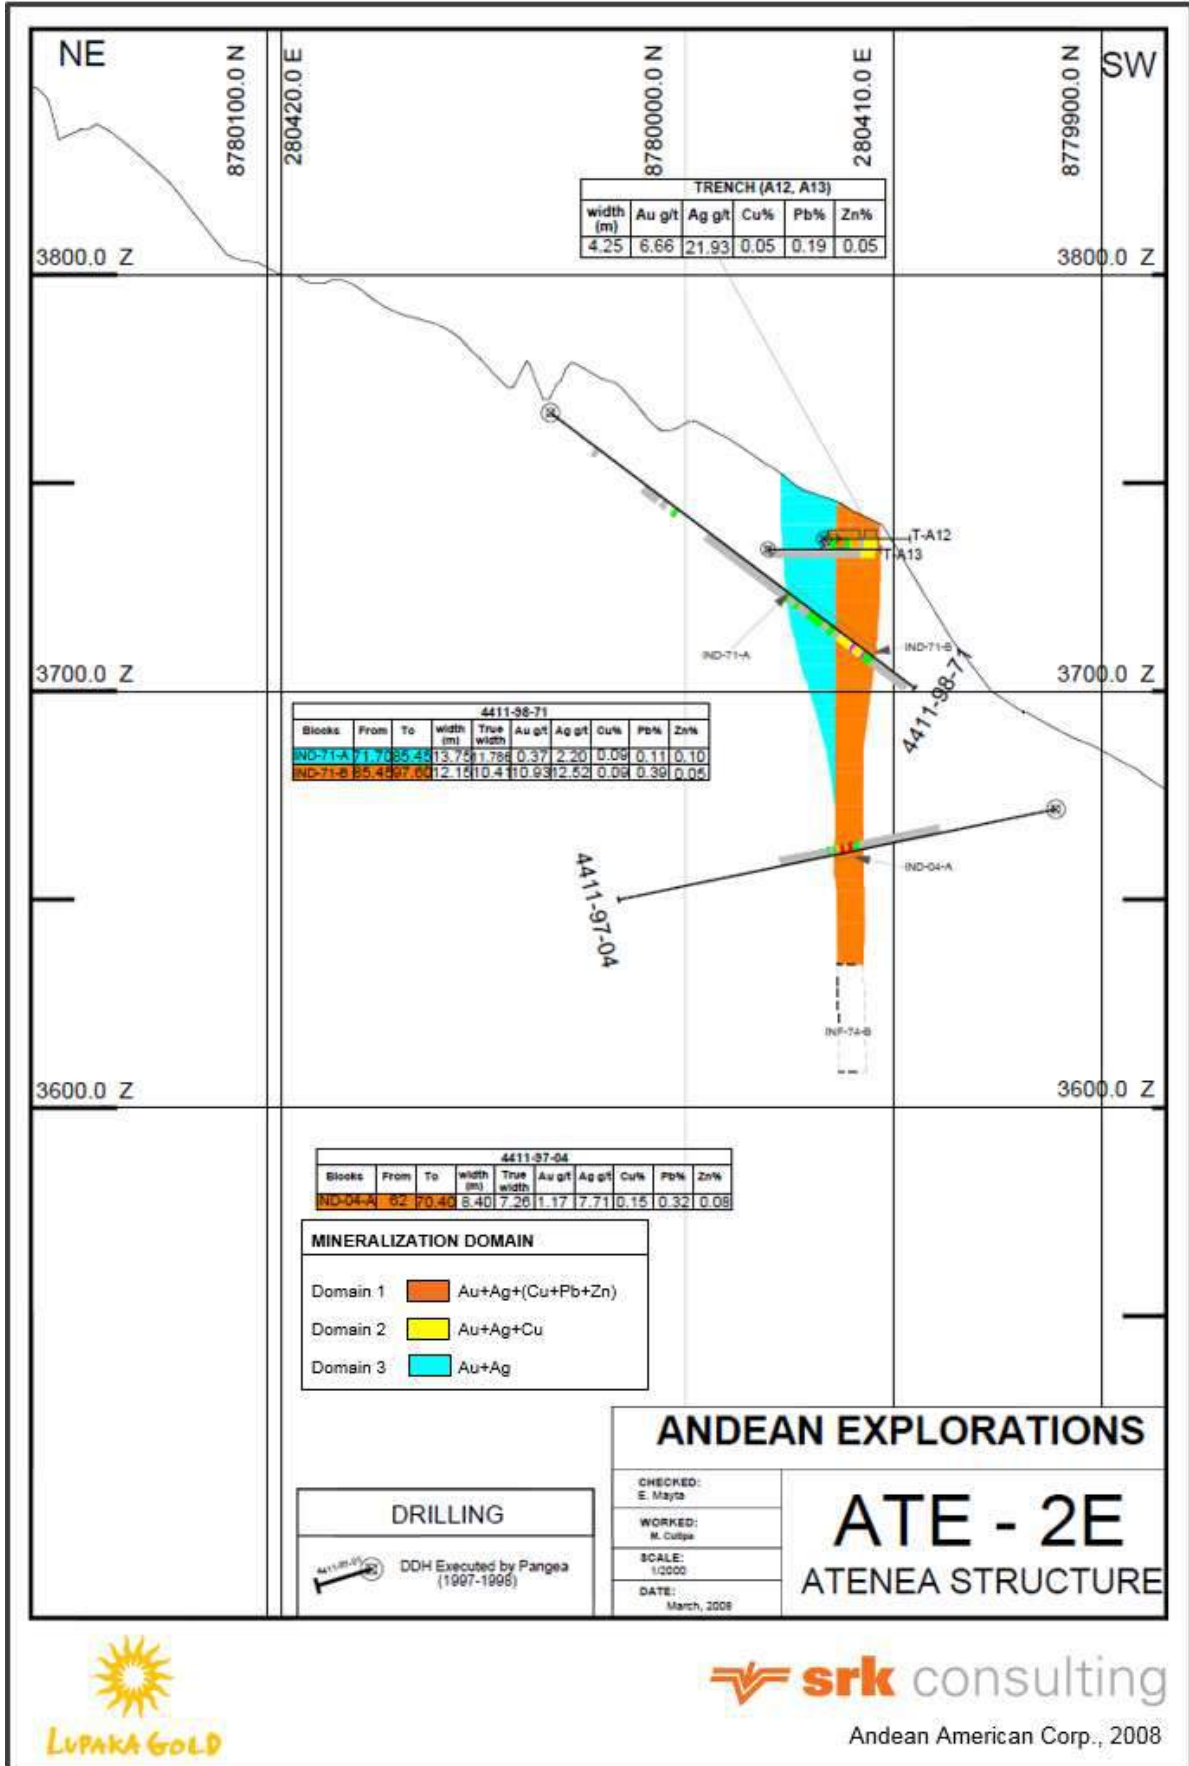 NE
8780100.0 N
280420.0 E
8780000.0 N
280410.0 E
8779900.0 N
SW
TRENCH (A12, A13)
width (m) Au g/t Ag g/t Cu% Pb% Zn%
4.25 6.66 21.93 0.05 0.19 0.05
3800.0 Z
3800.0 Z
T-A12
T-A13
IND-71-A
IND-71-B
4411-98-71
3700.0 Z
3700.0 Z
4411-98-71
Blocks From To width (m) True width Au g/t Ag g/t Cu% Pb% Zn%
IND-71-A 71.70 85.45 13.75 11.786 0.37 2.20 0.09 0.11 0.10
IND-71-B 85.45 97.60 12.15 10.41 10.93 12.52 0.09 0.39 0.05
IND-04-A
4411-97-04
INF-74-B
3600.0 Z
3600.0 Z
4411-97-04
Blocks From To width (m) True width Au g/t Ag g/t Cu% Pb% Zn%
IND-04-A 62 70.40 8.40 7.26 1.17 7.71 0.15 0.32 0.08
MINERALIZATION DOMAIN
Domain 1 Au+Ag+(Cu+Pb+Zn)
Domain 2 Au+Ag+Cu
Domain 3 Au+Ag
DRILLING
DDH Executed by Pangea
(1997-1998)
ANDEAN EXPLORATIONS
CHECKED:
E. Mayta
WORKED:
M. Cutipa
SCALE:
1/2000
DATE:
March, 2008
ATE - 2E
ATENEA STRUCTURE
LUPAKA GOLD
srk consulting
Andean American Corp., 2008